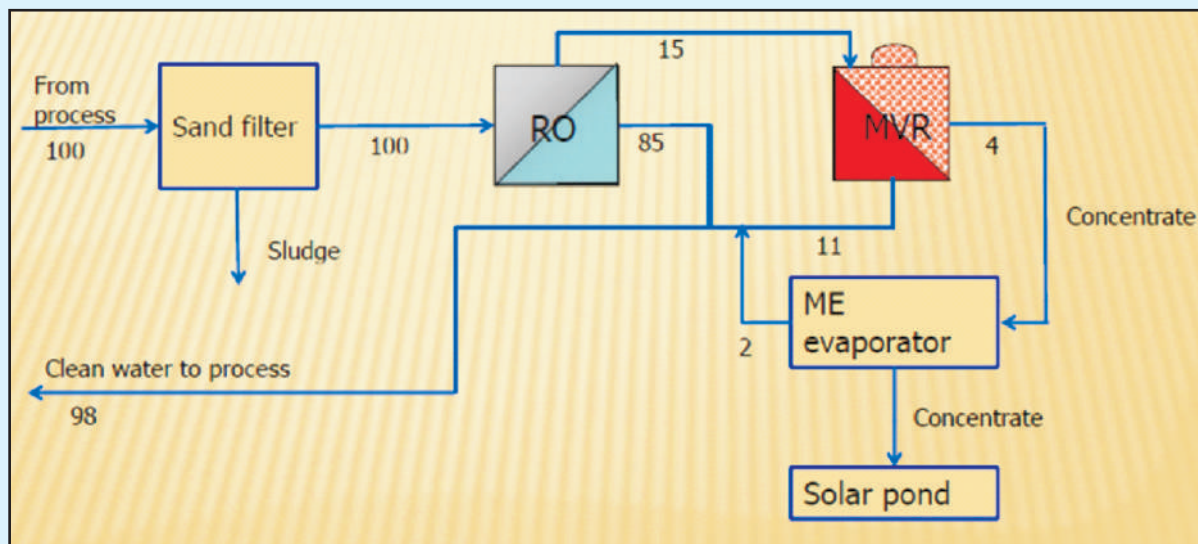 15
From
process
100
Sand filter
100
RO
85
MVR
4
Sludge
11
Concentrate
ME
evaporator
2
Clean water to process
98
Concentrate
Solar pond